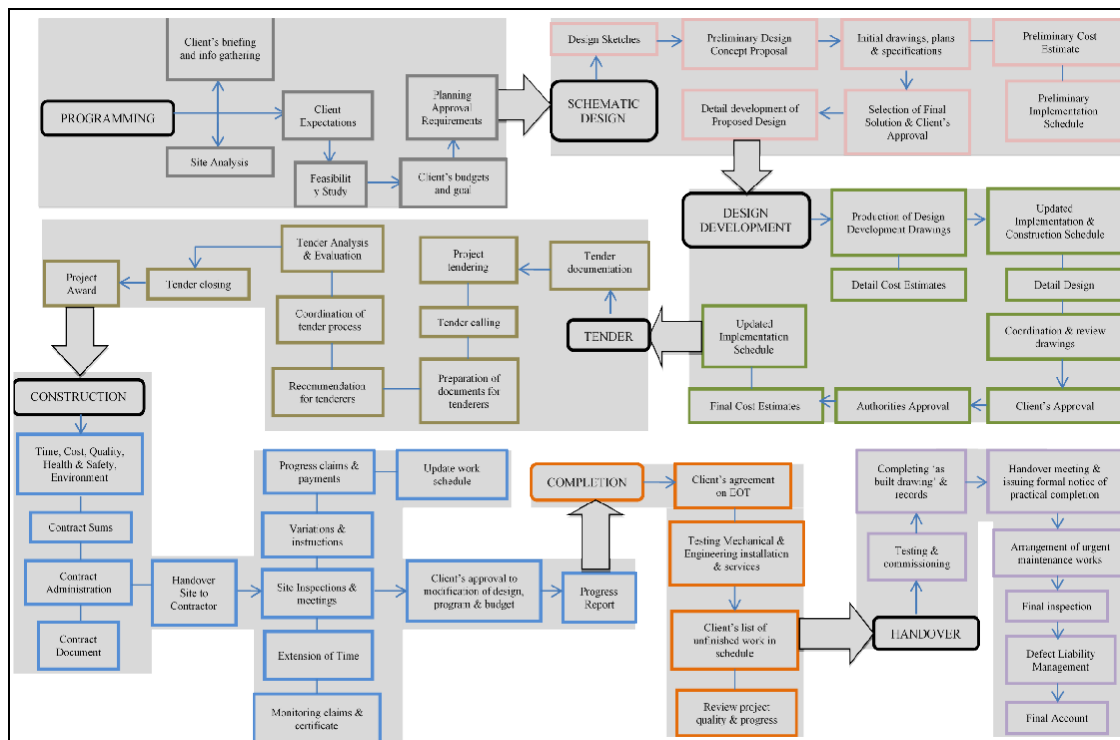 Client's briefing
and info gathering
PROGRAMMING
Client
Expectations
Site Analysis
Feasibilit
y Study
Client's budgets
and goal
Planning
Approval
Requirements
SCHEMATIC
DESIGN
Design Sketches
Preliminary Design
Concept Proposal
Initial drawings, plans
& specifications
Preliminary Cost
Estimate
Preliminary
Implementation
Schedule
Selection of Final
Solution & Client's
Approval
Detail development of
Proposed Design
DESIGN
DEVELOPMENT
Production of Design
Development Drawings
Detail Cost Estimates
Updated
Implementation &
Construction Schedule
Detail Design
Coordination & review
drawings
Client's Approval
Authorities Approval
Final Cost Estimates
Updated
Implementation
Schedule
TENDER
Tender
documentation
Project
tendering
Tender calling
Preparation of
documents for
tenderers
Recommendation
for tenderers
Coordination of
tender process
Tender Analysis
& Evaluation
Tender closing
Project
Award
CONSTRUCTION
Time, Cost, Quality,
Health & Safety,
Environment
Contract Sums
Contract
Administration
Contract
Document
Handover
Site to
Contractor
Progress claims &
payments
Update work
schedule
Variations &
instructions
Site Inspections &
meetings
Extension of Time
Monitoring claims &
certificate
Client's approval to
modification of design,
program & budget
Progress
Report
COMPLETION
Client's agreement
on EOT
Testing Mechanical &
Engineering installation
& services
Client's list of
unfinished work in
schedule
Review project
quality & progress
HANDOVER
Testing &
commissioning
Completing 'as
built drawing' &
records
Handover meeting &
issuing formal notice of
practical completion
Arrangement of urgent
maintenance works
Final inspection
Defect Liability
Management
Final Account